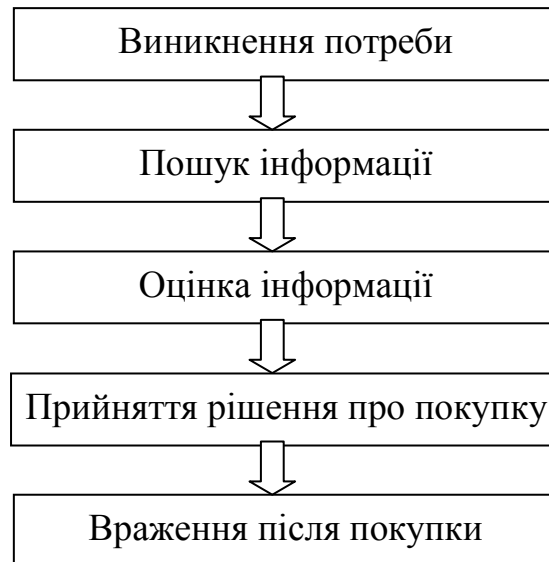 Виникнення потреби
Пошук інформації
Оцінка інформації
Прийняття рішення про покупку
Враження після покупки